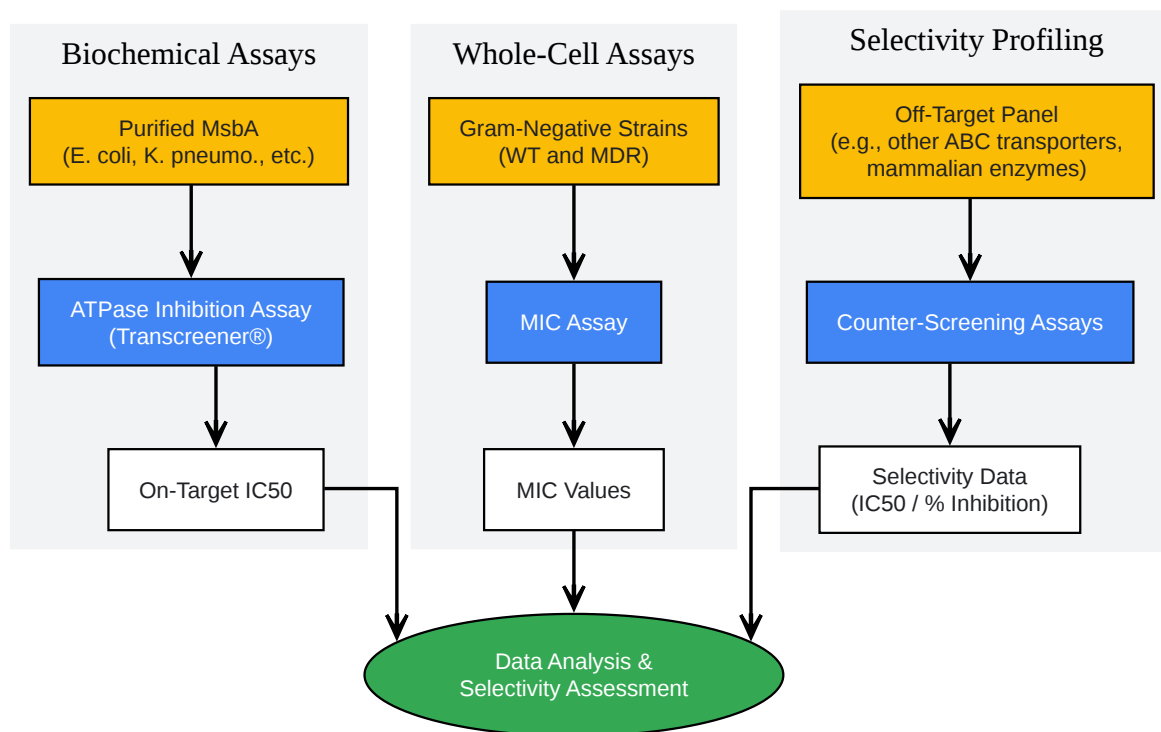 Biochemical Assays
Purified MsbA
(E. coli, K. pneumo., etc.)
ATPase Inhibition Assay
(Transcreener®)
On-Target IC50
Whole-Cell Assays
Gram-Negative Strains
(WT and MDR)
MIC Assay
MIC Values
Selectivity Profiling
Off-Target Panel
(e.g., other ABC transporters,
mammalian enzymes)
Counter-Screening Assays
Selectivity Data
(IC50 / % Inhibition)
Data Analysis &
Selectivity Assessment